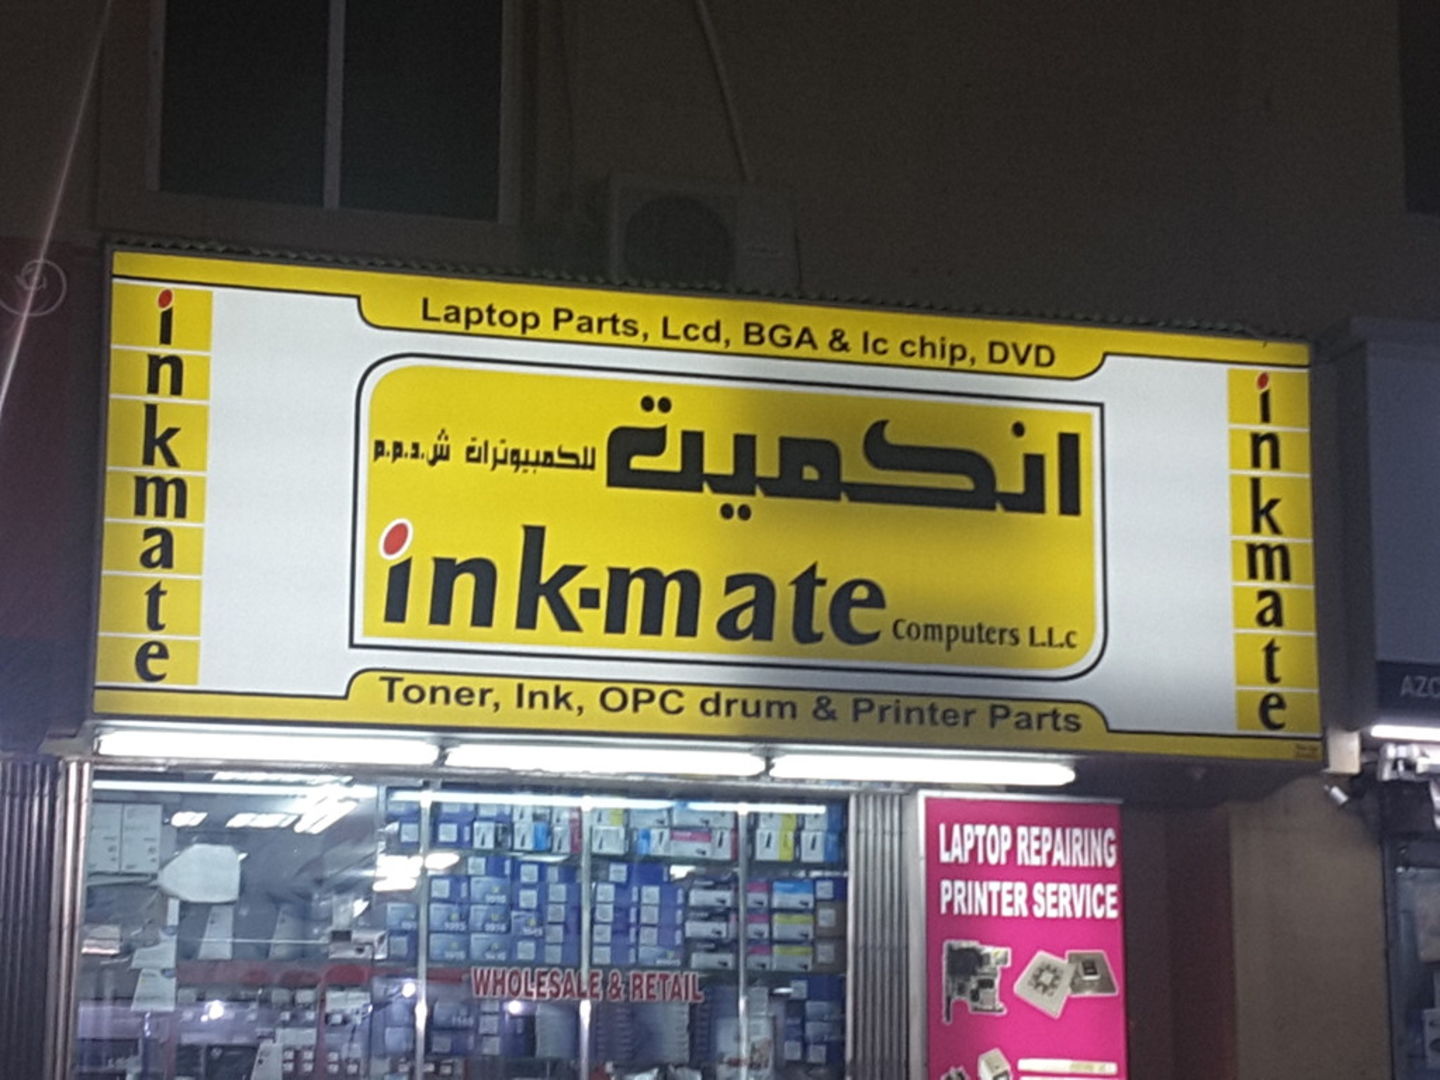 Laptop Parts, Lcd, BGA & Ic chip, DVD
inkmate
انكميت للكمبيوترات ش.ذ.م.م
ink-mate Computers L.L.C
inkmate
Toner, Ink, OPC drum & Printer Parts
LAPTOP REPAIRING
PRINTER SERVICE
WHOLESALE & RETAIL